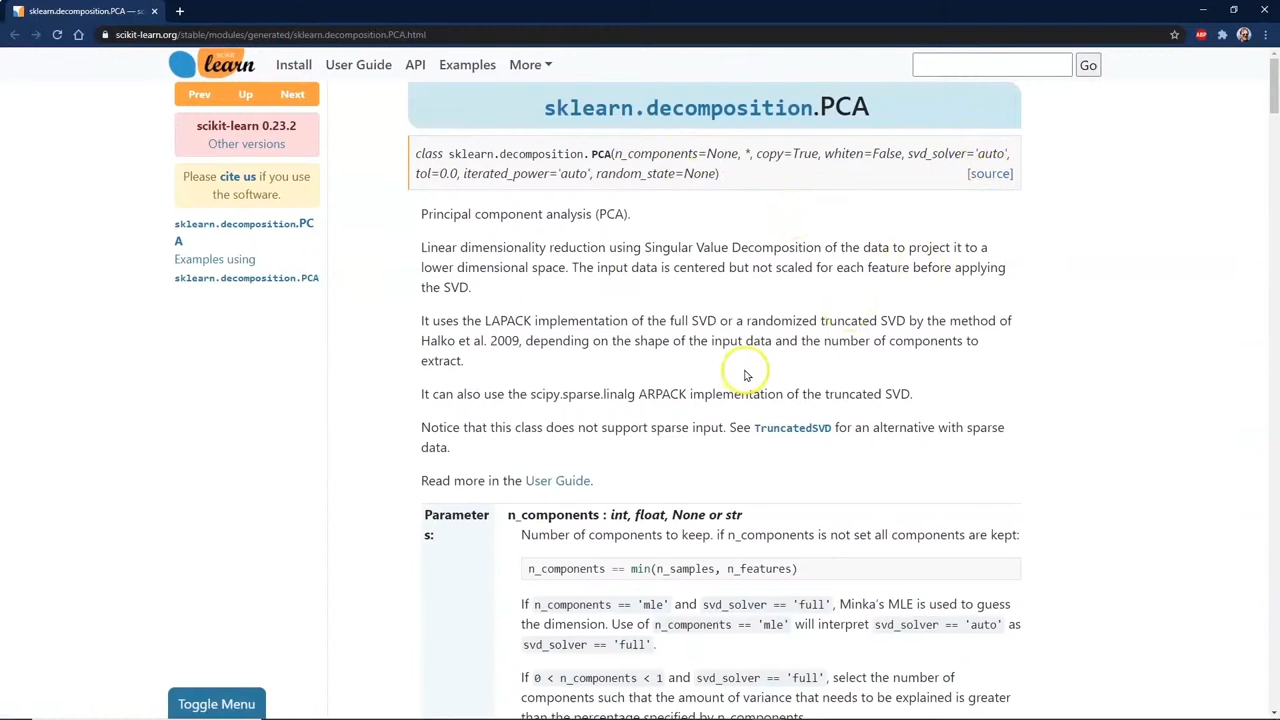 sklearn.decomposition.PCA — sc
scikit-learn.org/stable/modules/generated/sklearn.decomposition.PCA.html
ABP
learn
Install
User Guide
API
Examples
More
Go
Prev
Up
Next
scikit-learn 0.23.2
Other versions
Please cite us if you use
the software.
sklearn.decomposition.PC
A
Examples using
sklearn.decomposition.PCA
sklearn.decomposition.PCA
class sklearn.decomposition.PCA(n_components=None, *, copy=True, whiten=False, svd_solver='auto',
tol=0.0, iterated_power='auto', random_state=None) [source]
Principal component analysis (PCA).
Linear dimensionality reduction using Singular Value Decomposition of the data to project it to a
lower dimensional space. The input data is centered but not scaled for each feature before applying
the SVD.
It uses the LAPACK implementation of the full SVD or a randomized truncated SVD by the method of
Halko et al. 2009, depending on the shape of the input data and the number of components to
extract.
It can also use the scipy.sparse.linalg ARPACK implementation of the truncated SVD.
Notice that this class does not support sparse input. See TruncatedSVD for an alternative with sparse
data.
Read more in the User Guide.
Parameter
s:
n_components : int, float, None or str
Number of components to keep. if n_components is not set all components are kept:
n_components == min(n_samples, n_features)
If n_components == 'mle' and svd_solver == 'full', Minka's MLE is used to guess
the dimension. Use of n_components == 'mle' will interpret svd_solver == 'auto' as
svd_solver == 'full'.
If 0 < n_components < 1 and svd_solver == 'full', select the number of
components such that the amount of variance that needs to be explained is greater
than the percentage specified by n_components.
Toggle Menu